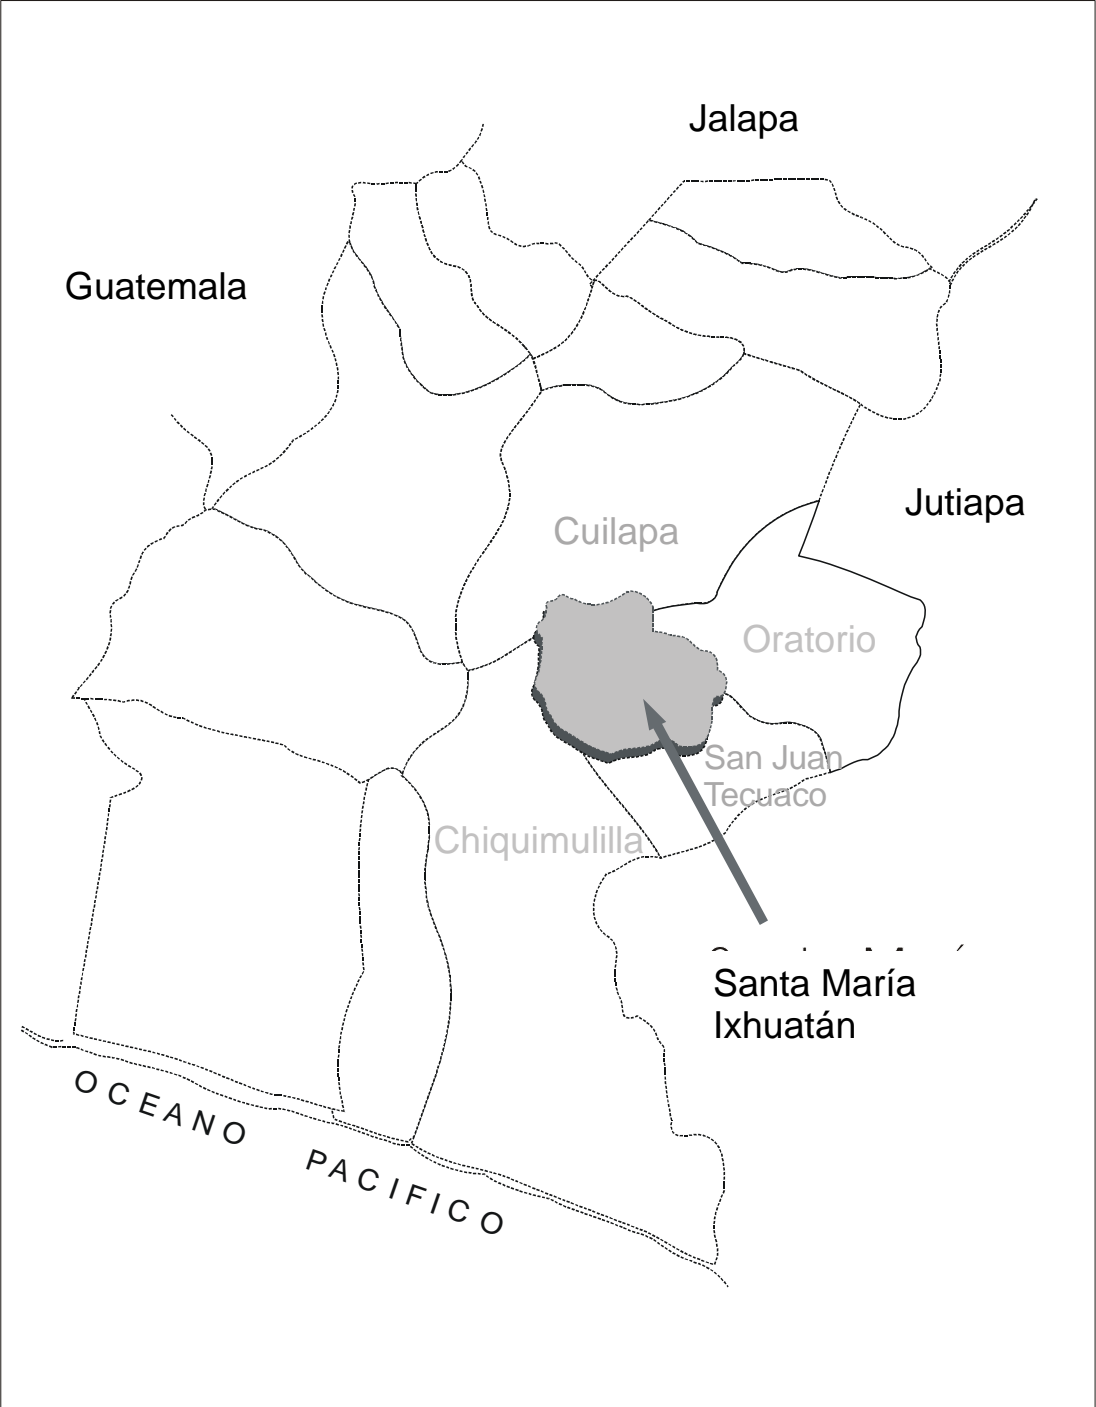 Jalapa
Guatemala
Jutiapa
Cuilapa
Oratorio
San Juan
Tecuaco
Chiquimulilla
Santa María
Ixhuatán
OCEANO PACIFICO